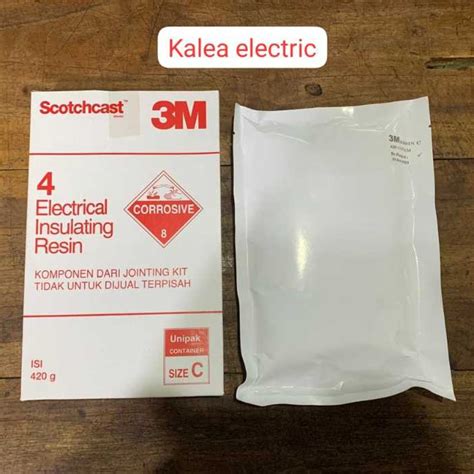 Kalea electric
Scotchcast™
3M
4
Electrical
Insulating
Resin
CORROSIVE
8
KOMPONEN DARI JOINTING KIT
TIDAK UNTUK DIJUAL TERPISAH
ISI
420 g
Unipak
CONTAINER
SIZE C
3M